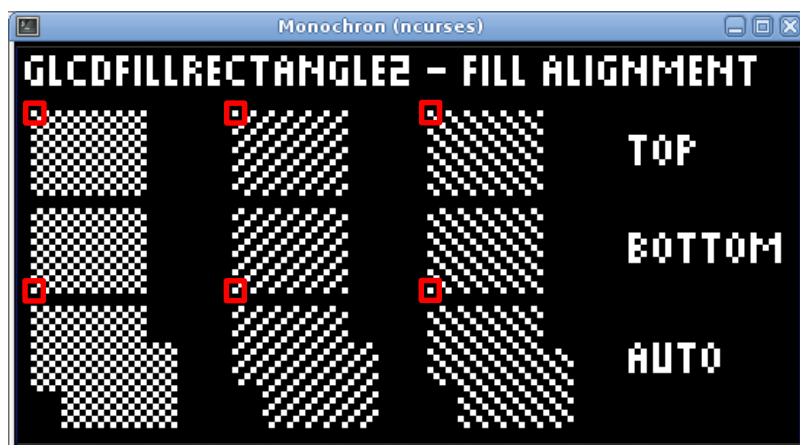 Monochron (ncurses)
GLCDFILLRECTANGLE2 - FILL ALIGNMENT
TOP
BOTTOM
AUTO